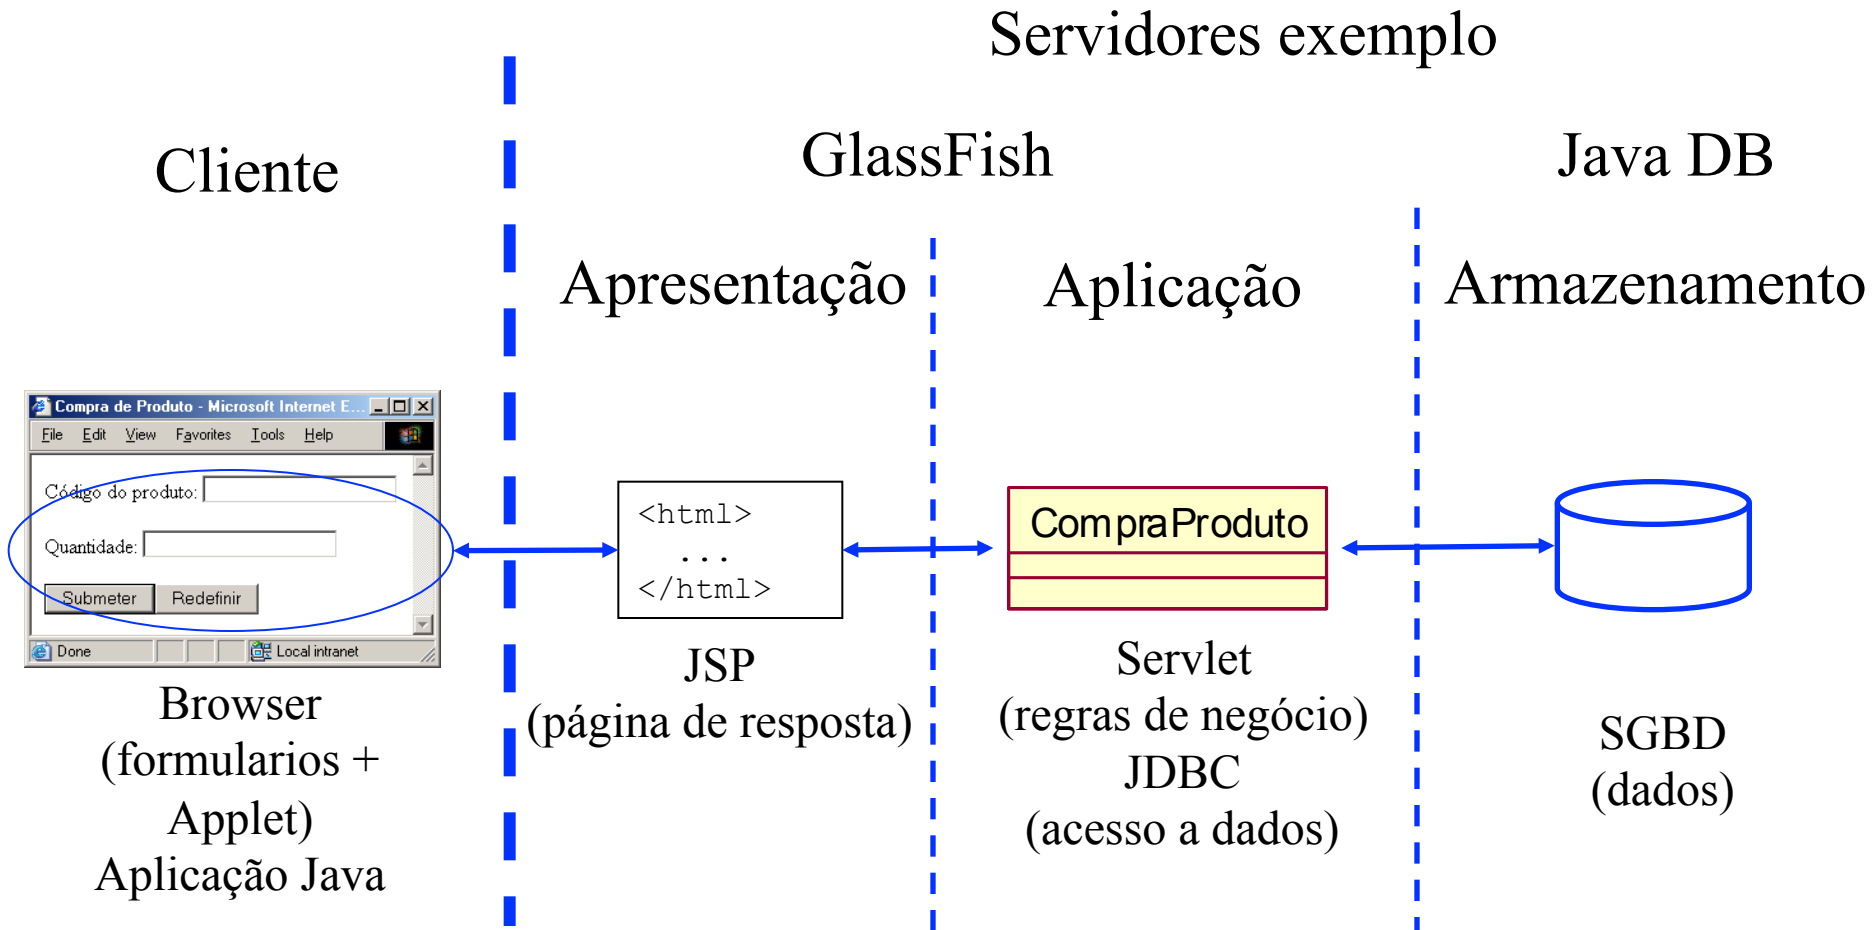 Servidores exemplo
Cliente
GlassFish
Java DB
Apresentação
Aplicação
Armazenamento
Compra de Produto - Microsoft Internet E...
File Edit View Favorites Tools Help
Código do produto:
Quantidade:
Submeter Redefinir
Done Local intranet
Browser
(formularios +
Applet)
Aplicação Java
<html>
...
</html>
JSP
(página de resposta)
CompraProduto
Servlet
(regras de negócio)
JDBC
(acesso a dados)
SGBD
(dados)